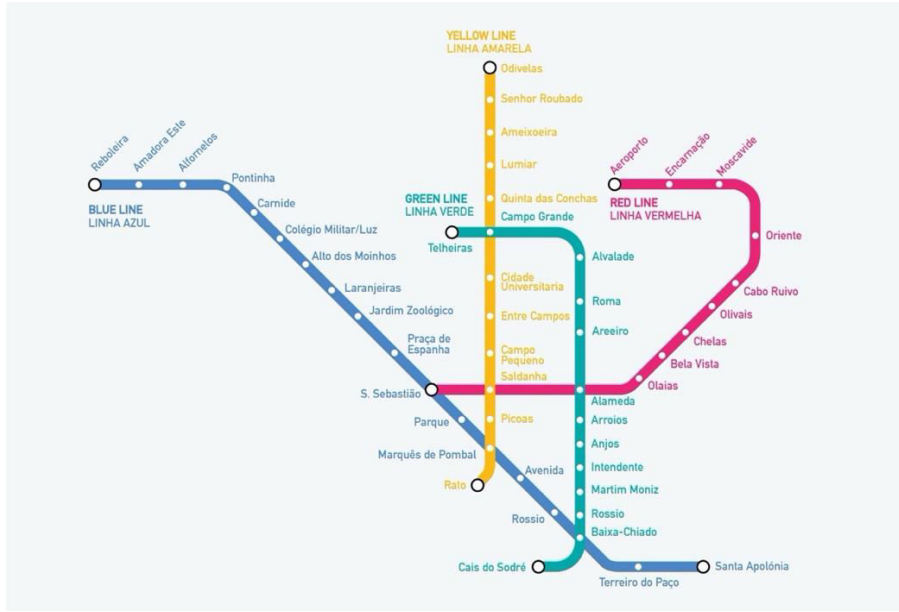 YELLOW LINE
LINHA AMARELA
Odivelas
Senhor Roubado
Ameixoeira
Lumiar
Quinta das Conchas
Campo Grande
Cidade
Universitaria
Entre Campos
Campo
Pequeno
Saldanha
Picoas
Marquês de Pombal
Rato
Reboleira
Amadora Este
Alfornelos
Pontinha
BLUE LINE
LINHA AZUL
Carnide
Colégio Militar/Luz
Alto dos Moinhos
Laranjeiras
Jardim Zoológico
Praça de
Espanha
S. Sebastião
Parque
Avenida
Rossio
Terreiro do Paço
Santa Apolónia
GREEN LINE
LINHA VERDE
Telheiras
Alvalade
Roma
Areeiro
Alameda
Arroios
Anjos
Intendente
Martim Moniz
Rossio
Baixa-Chiado
Cais do Sodré
Aeroporto
Encarnação
Moscavide
RED LINE
LINHA VERMELHA
Oriente
Cabo Ruivo
Olivais
Chelas
Bela Vista
Olaias